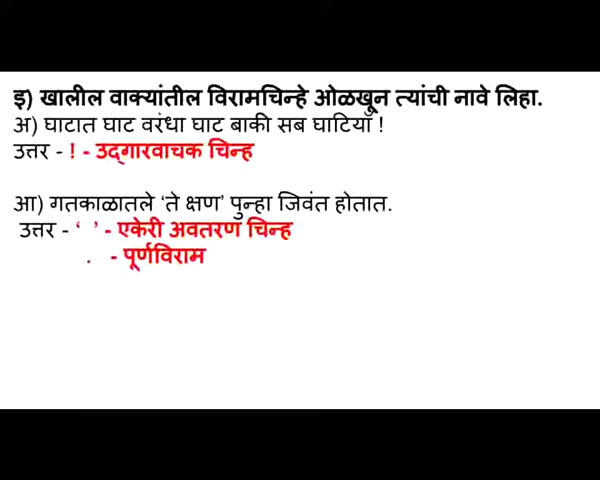 इ) खालील वाक्यांतील विरामचिन्हे ओळखून त्यांची नावे लिहा.
अ) घाटात घाट वरंधा घाट बाकी सब घाटियाँ !
उत्तर - ! - उद्‌गारवाचक चिन्ह
आ) गतकाळातले ‘ते क्षण’ पुन्हा जिवंत होतात.
उत्तर - ‘ ’ - एकेरी अवतरण चिन्ह
. - पूर्णविराम